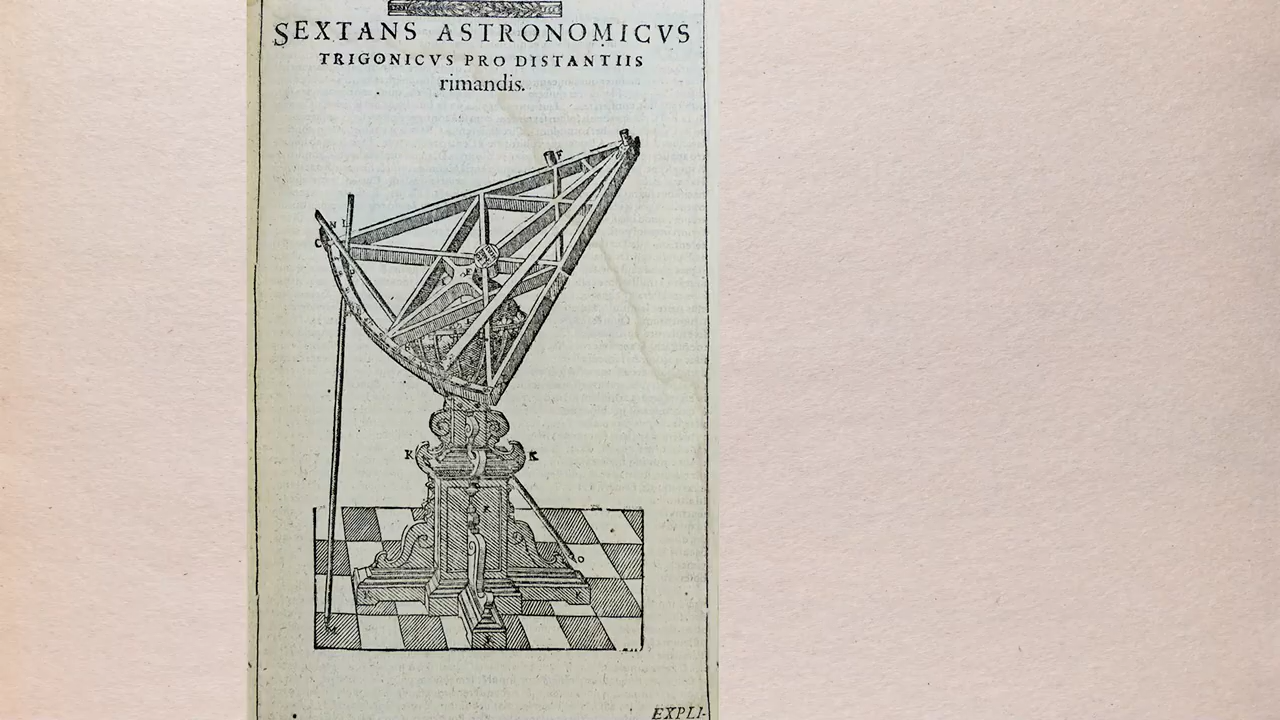 SEXTANS ASTRONOMICVS
TRIGONICVS PRO DISTANTIIS
rimandis.
K
K
O
EXPLI-